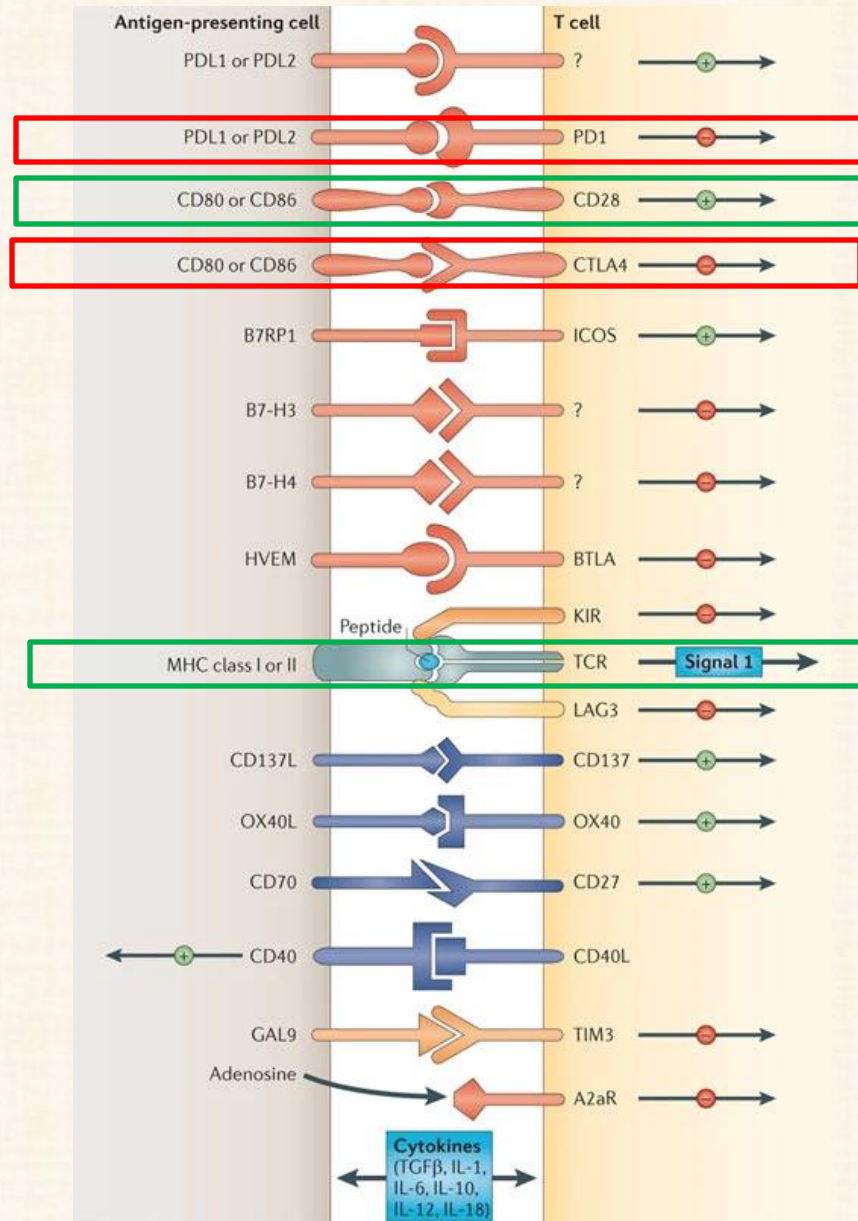 Antigen-presenting cell T cell
PDL1 or PDL2 ? +
PDL1 or PDL2 PD1 –
CD80 or CD86 CD28 +
CD80 or CD86 CTLA4 –
B7RP1 ICOS +
B7-H3 ? –
B7-H4 ? –
HVEM BTLA –
KIR –
Peptide
MHC class I or II TCR Signal 1
LAG3 –
CD137L CD137 +
OX40L OX40 +
CD70 CD27 +
+ CD40 CD40L
GAL9 TIM3 –
Adenosine
A2aR –
Cytokines
(TGFβ, IL-1,
IL-6, IL-10,
IL-12, IL-18)